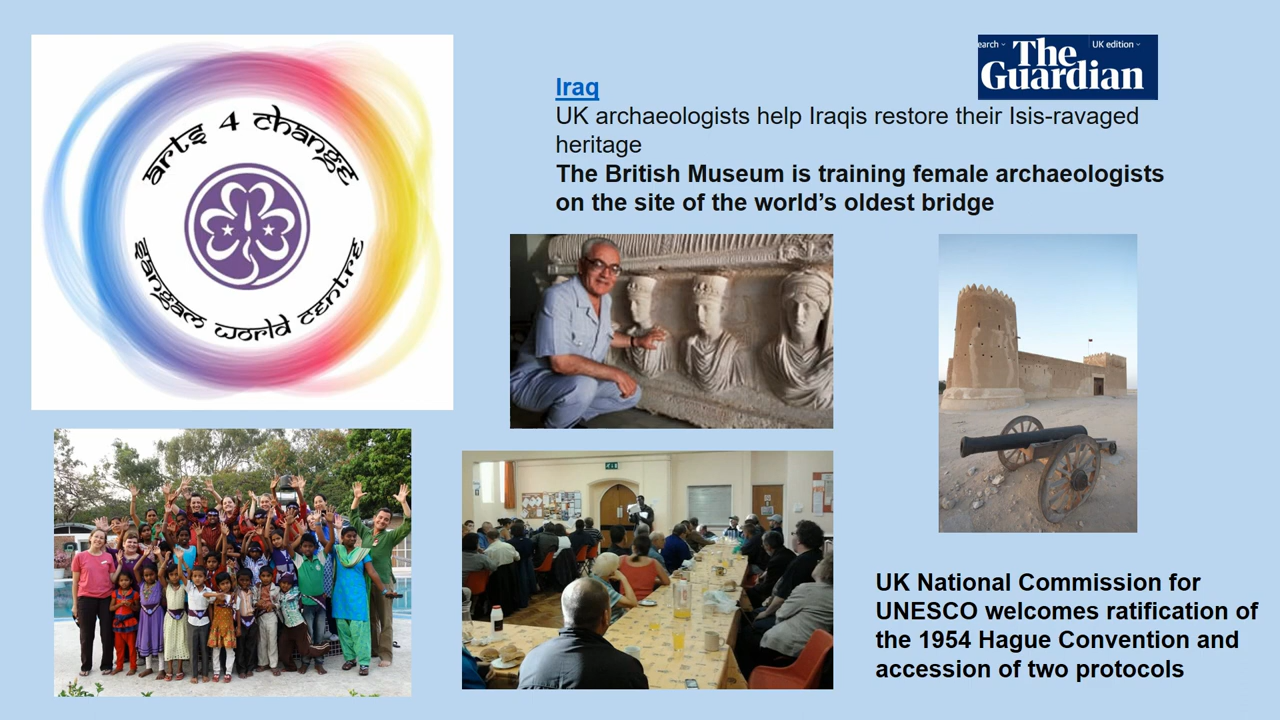 arts 4 change
sangam world centre
earch
UK edition
The
Guardian
Iraq
UK archaeologists help Iraqis restore their Isis-ravaged
heritage
The British Museum is training female archaeologists
on the site of the world’s oldest bridge
UK National Commission for
UNESCO welcomes ratification of
the 1954 Hague Convention and
accession of two protocols